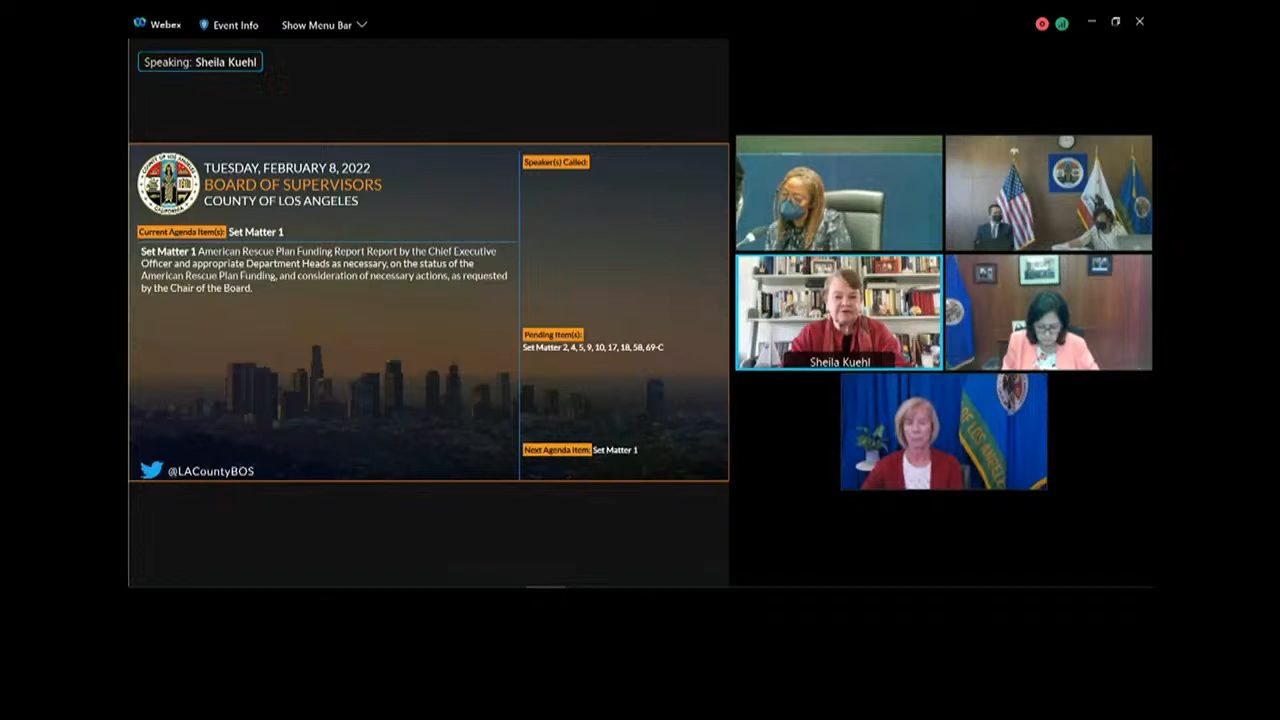 Webex
Event Info
Show Menu Bar
Speaking: Sheila Kuehl
TUESDAY, FEBRUARY 8, 2022
BOARD OF SUPERVISORS
COUNTY OF LOS ANGELES
Current Agenda Item(s): Set Matter 1
Set Matter 1 American Rescue Plan Funding Report Report by the Chief Executive
Officer and appropriate Department Heads as necessary, on the status of the
American Rescue Plan Funding, and consideration of necessary actions, as requested
by the Chair of the Board.
@LACountyBOS
Speaker(s) Called:
Pending Item(s):
Set Matter 2, 4, 5, 9, 10, 17, 18, 58, 69-C
Next Agenda Item: Set Matter 1
Sheila Kuehl
OF LOS ANGELES